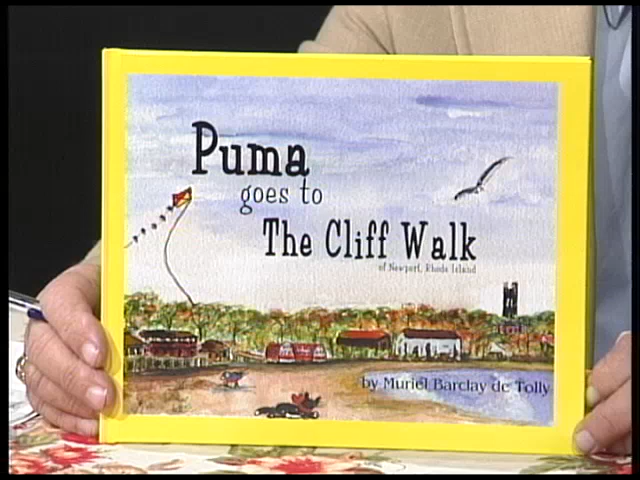 Puma
goes to
The Cliff Walk
of Newport, Rhode Island
by Muriel Barclay de Tolly